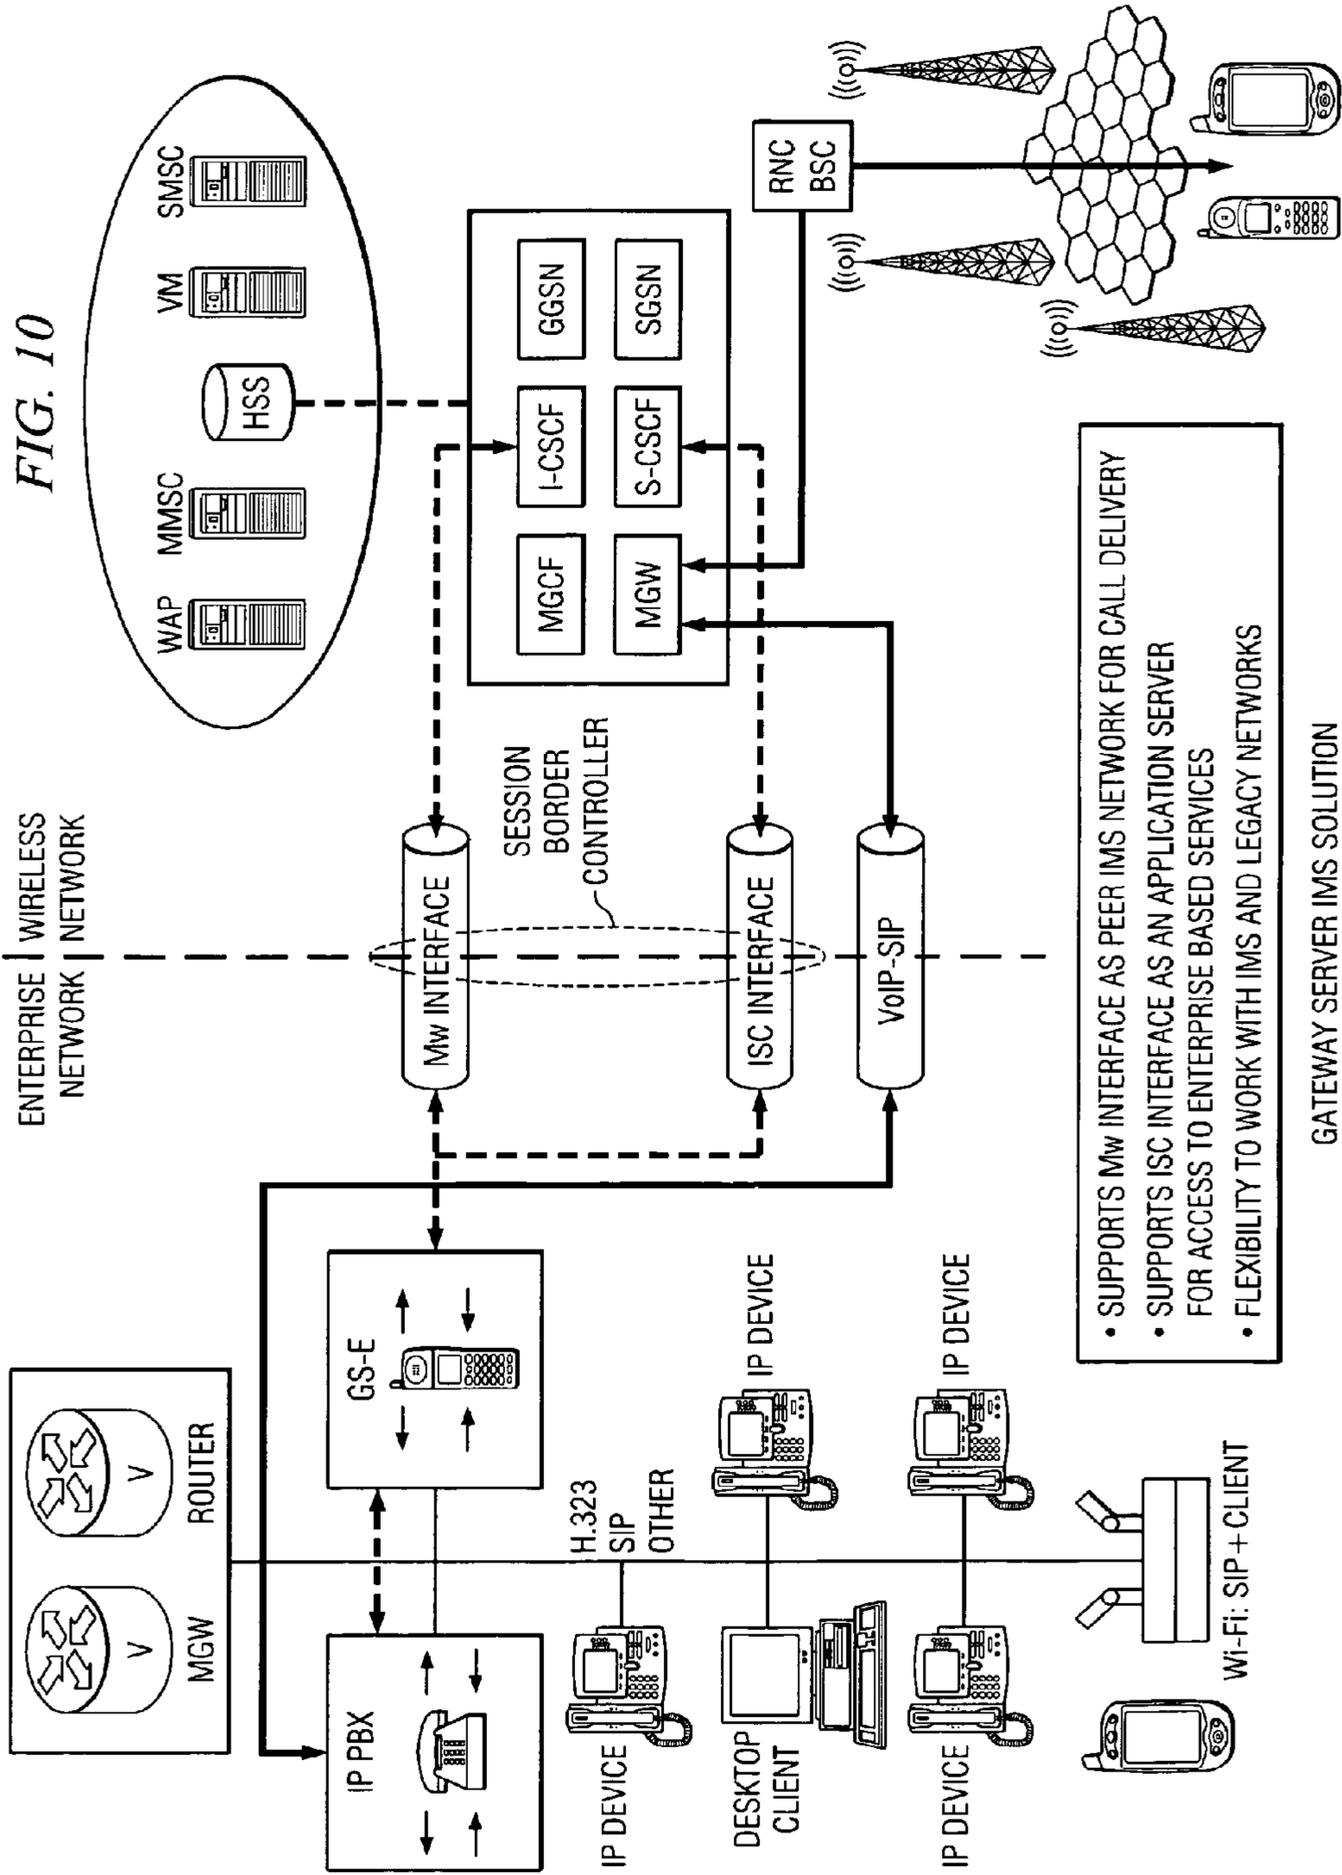 FIG. 10
ENTERPRISE
NETWORK
WIRELESS
NETWORK
WAP
MMSC
HSS
VM
SMSC
MGW
ROUTER
V
V
IP PBX
GS-E
Mw INTERFACE
SESSION
BORDER
CONTROLLER
ISC INTERFACE
VoIP-SIP
MGCF
I-CSCF
GGSN
MGW
S-CSCF
SGSN
RNC
BSC
H.323
SIP
OTHER
IP DEVICE
IP DEVICE
DESKTOP
CLIENT
IP DEVICE
IP DEVICE
Wi-Fi: SIP + CLIENT
• SUPPORTS Mw INTERFACE AS PEER IMS NETWORK FOR CALL DELIVERY
• SUPPORTS ISC INTERFACE AS AN APPLICATION SERVER
FOR ACCESS TO ENTERPRISE BASED SERVICES
• FLEXIBILITY TO WORK WITH IMS AND LEGACY NETWORKS
GATEWAY SERVER IMS SOLUTION